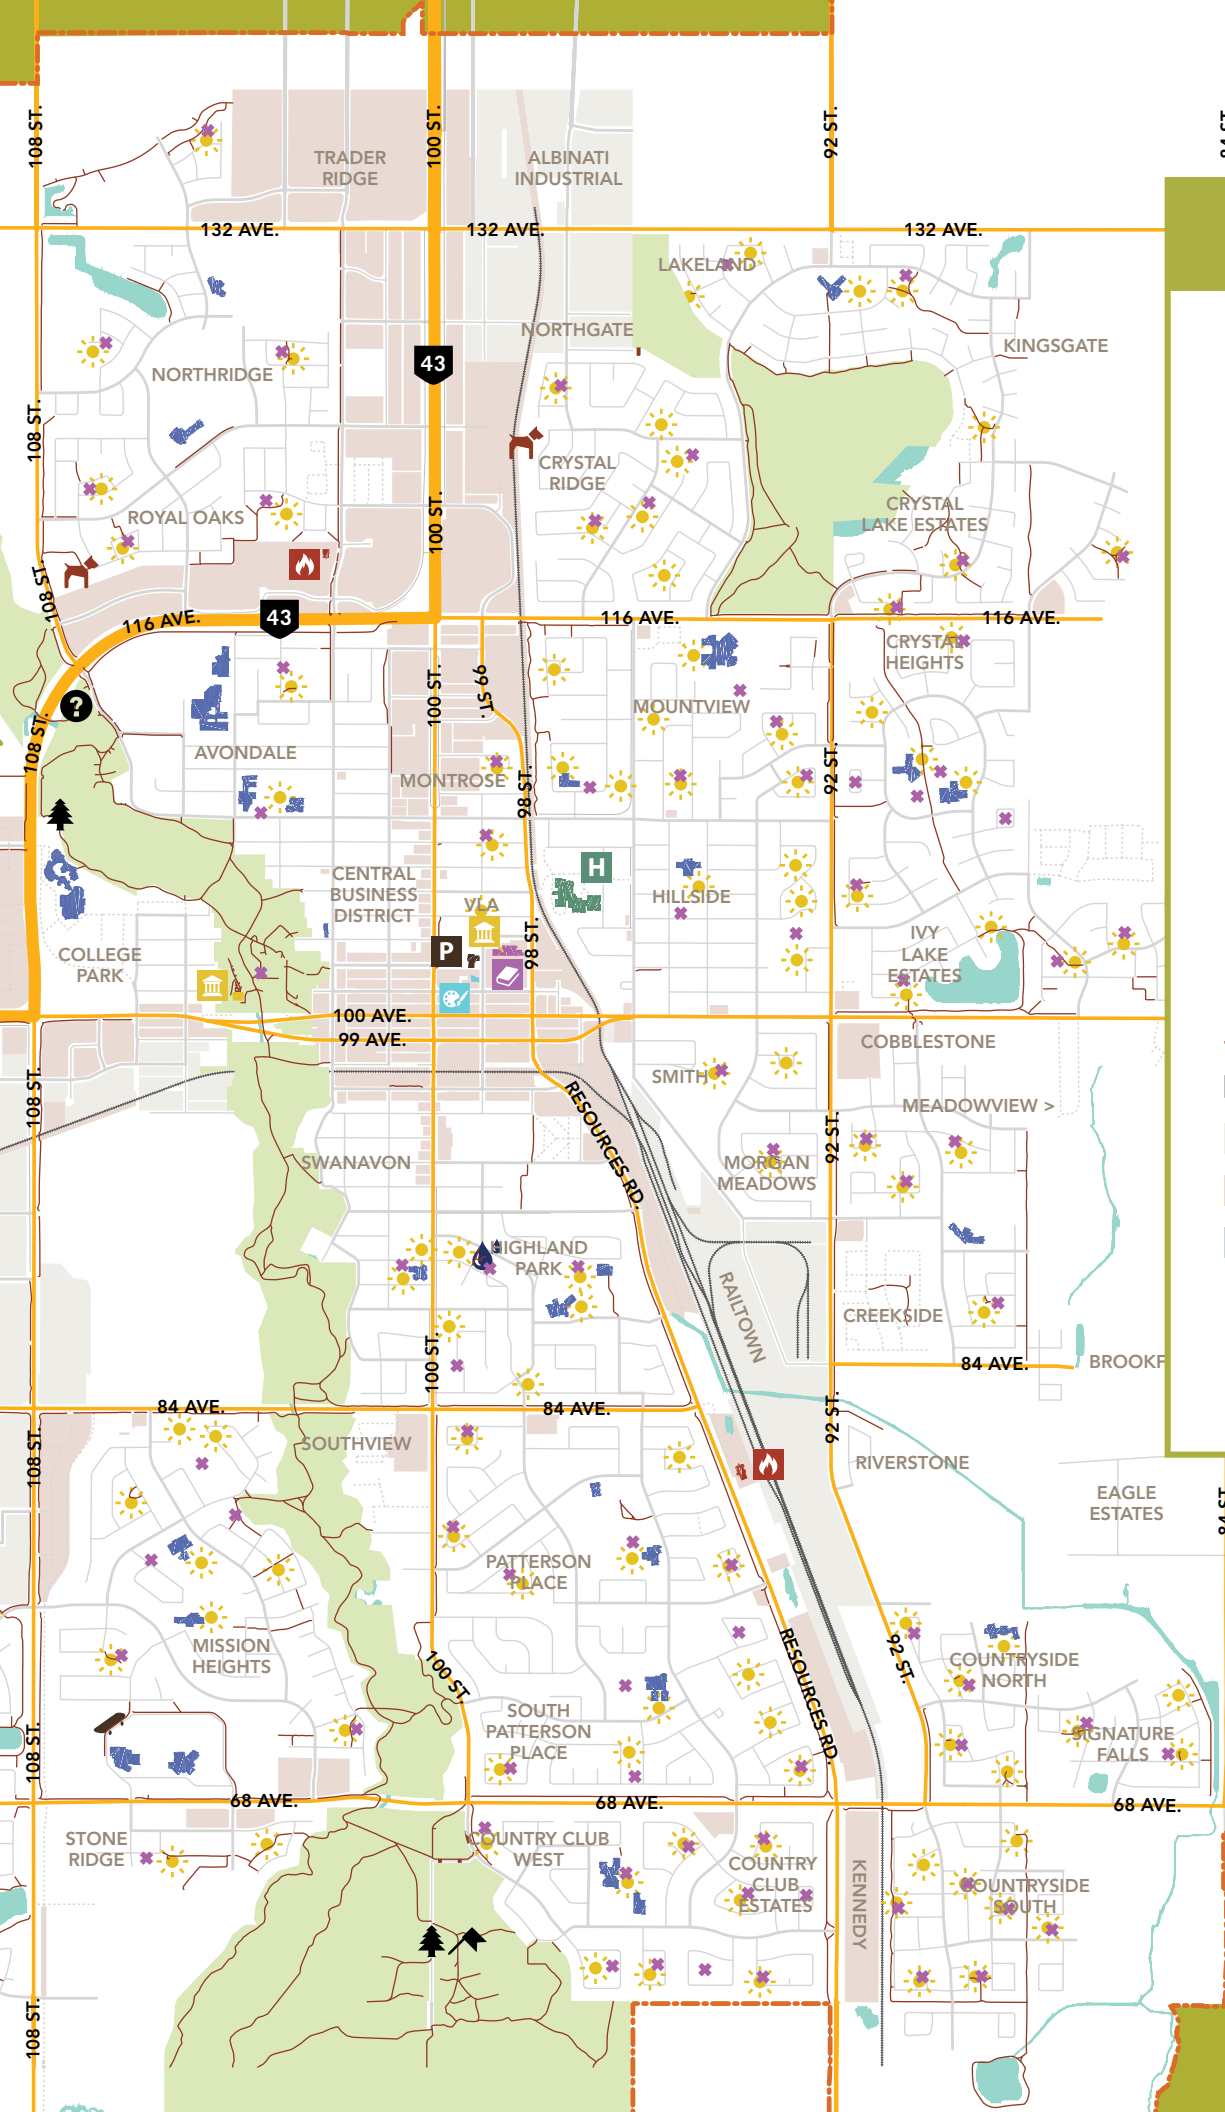 108 ST.
100 ST.
92 ST.
84 ST
TRADER
RIDGE
ALBINATI
INDUSTRIAL
132 AVE.
132 AVE.
132 AVE.
LAKELAND
NORTHGATE
KINGSGATE
43
NORTHRIDGE
108 ST.
CRYSTAL
RIDGE
100 ST.
ROYAL OAKS
CRYSTAL
LAKE ESTATES
108 ST.
116 AVE.
43
116 AVE.
116 AVE.
CRYSTAL
HEIGHTS
100 ST.
99 ST.
?
108 ST.
MOUNTVIEW
AVONDALE
MONTROSE
98 ST.
92 ST.
H
CENTRAL
BUSINESS
DISTRICT
HILLSIDE
VLA
P
98 ST.
COLLEGE
PARK
IVY
LAKE
ESTATES
100 AVE.
99 AVE.
COBBLESTONE
SMITH
108 ST.
RESOURCES RD.
MEADOWVIEW >
92 ST.
SWANAVON
MORGAN
MEADOWS
HIGHLAND
PARK
RAILTOWN
CREEKSIDE
100 ST.
84 AVE.
BROOKF
84 AVE.
84 AVE.
92 ST.
108 ST.
SOUTHVIEW
RIVERSTONE
EAGLE
ESTATES
84 ST
PATTERSON
PLACE
MISSION
HEIGHTS
100 ST.
RESOURCES RD.
92 ST.
COUNTRYSIDE
NORTH
SOUTH
PATTERSON
PLACE
SIGNATURE
FALLS
108 ST.
68 AVE.
68 AVE.
68 AVE.
STONE
RIDGE
COUNTRY CLUB
WEST
COUNTRY
CLUB
ESTATES
KENNEDY
COUNTRYSIDE
SOUTH
108 ST.